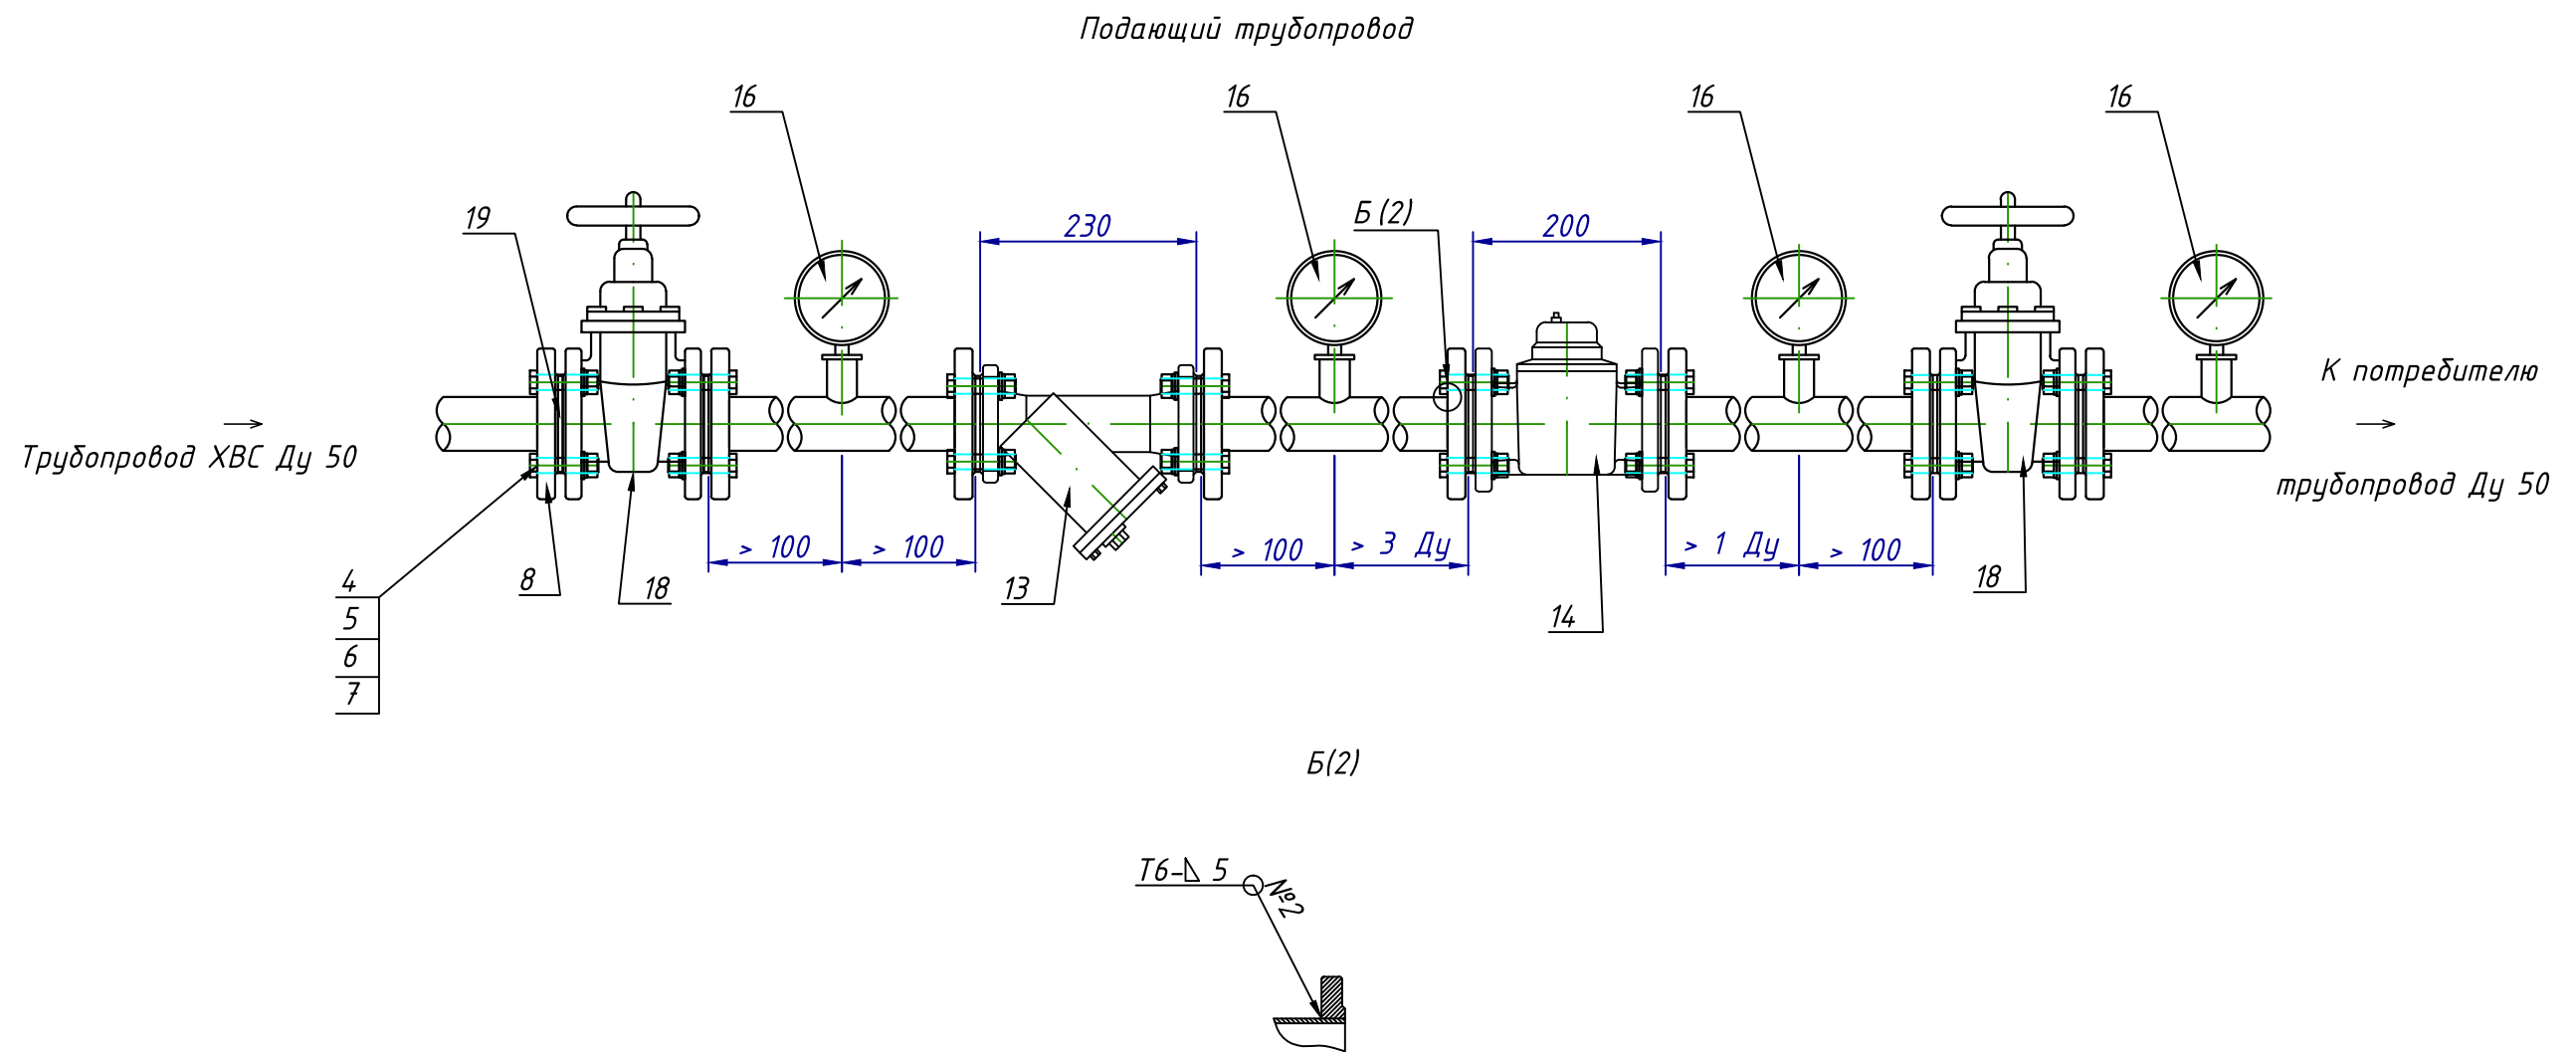 Подающий трубопровод
16
16
16
16
19
230
Б (2)
200
К потребителю
Трубопровод ХВС Ду 50
трубопровод Ду 50
> 100
> 100
> 100
> 3 Ду
> 1 Ду
> 100
4
5
6
7
8
18
13
14
18
Б(2)
Т6-⊿ 5
№2